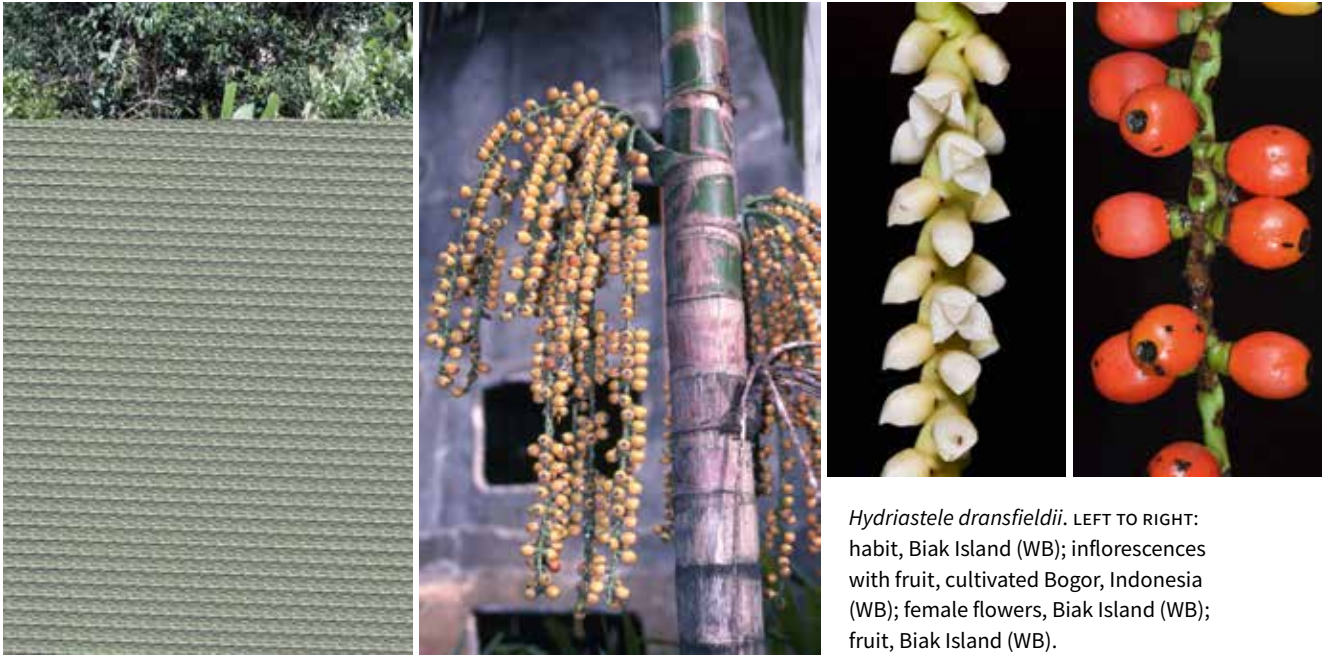 Hydriastele dransfieldii. LEFT TO RIGHT:
habit, Biak Island (WB); inflorescences
with fruit, cultivated Bogor, Indonesia
(WB); female flowers, Biak Island (WB);
fruit, Biak Island (WB).